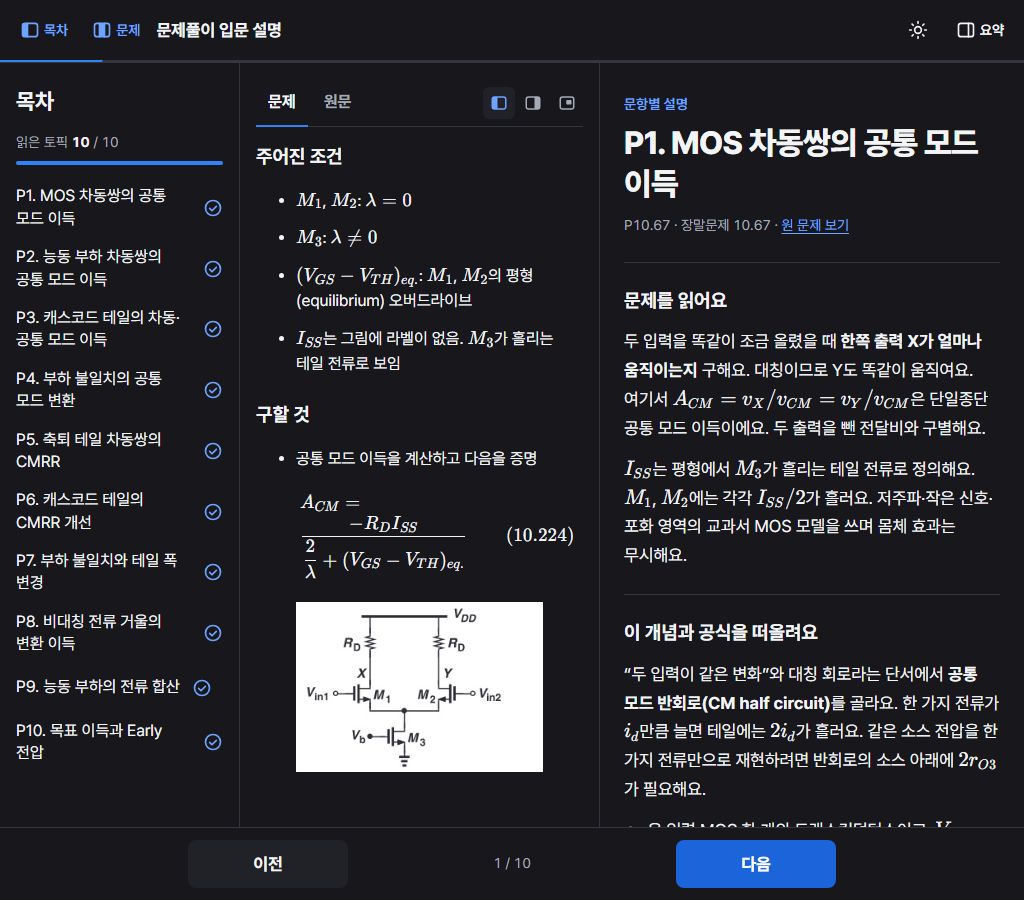 목차 문제 문제풀이 입문 설명 요약
목차
읽은 토픽 10 / 10
P1. MOS 차동쌍의 공통
모드 이득
P2. 능동 부하 차동쌍의
공통 모드 이득
P3. 캐스코드 테일의 차동·
공통 모드 이득
P4. 부하 불일치의 공통
모드 변환
P5. 축퇴 테일 차동쌍의
CMRR
P6. 캐스코드 테일의
CMRR 개선
P7. 부하 불일치와 테일 폭
변경
P8. 비대칭 전류 거울의
변환 이득
P9. 능동 부하의 전류 합산
P10. 목표 이득과 Early
전압
문제 원문
주어진 조건
• M₁, M₂: λ = 0
• M₃: λ ≠ 0
• (V_GS − V_TH)_eq.: M₁, M₂의 평형
(equilibrium) 오버드라이브
• I_SS는 그림에 라벨이 없음. M₃가 흘리는
테일 전류로 보임
구할 것
• 공통 모드 이득을 계산하고 다음을 증명
A_CM =
−R_D I_SS
2/λ + (V_GS − V_TH)_eq.
(10.224)
V_DD
R_D R_D
X Y
V_in1 M₁ M₂ V_in2
V_b M₃
문항별 설명
P1. MOS 차동쌍의 공통 모드
이득
P10.67 · 장말문제 10.67 · 원 문제 보기
문제를 읽어요
두 입력을 똑같이 조금 올렸을 때 한쪽 출력 X가 얼마나
움직이는지 구해요. 대칭이므로 Y도 똑같이 움직여요.
여기서 A_CM = v_X/v_CM = v_Y/v_CM은 단일종단
공통 모드 이득이에요. 두 출력을 뺀 전달비와 구별해요.
I_SS는 평형에서 M₃가 흘리는 테일 전류로 정의해요.
M₁, M₂에는 각각 I_SS/2가 흘러요. 저주파·작은 신호·
포화 영역의 교과서 MOS 모델을 쓰며 몸체 효과는
무시해요.
이 개념과 공식을 떠올려요
“두 입력이 같은 변화”와 대칭 회로라는 단서에서 공통
모드 반회로(CM half circuit)를 골라요. 한 가지 전류가
i_d만큼 늘면 테일에는 2i_d가 흘러요. 같은 소스 전압을 한
가지 전류만으로 재현하려면 반회로의 소스 아래에 2r_O3
가 필요해요.
이전 1 / 10 다음